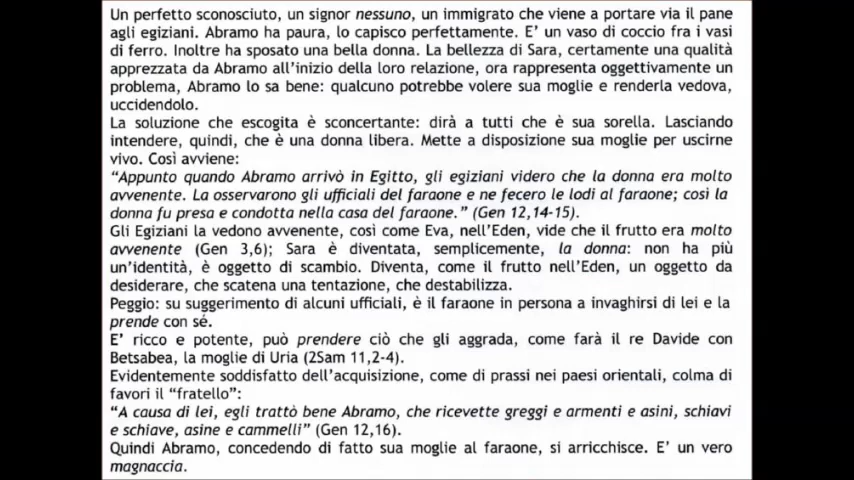 Un perfetto sconosciuto, un signor nessuno, un immigrato che viene a portare via il pane
agli egiziani. Abramo ha paura, lo capisco perfettamente. E' un vaso di coccio fra i vasi
di ferro. Inoltre ha sposato una bella donna. La bellezza di Sara, certamente una qualità
apprezzata da Abramo all'inizio della loro relazione, ora rappresenta oggettivamente un
problema, Abramo lo sa bene: qualcuno potrebbe volere sua moglie e renderla vedova,
uccidendolo.
La soluzione che escogita è sconcertante: dirà a tutti che è sua sorella. Lasciando
intendere, quindi, che è una donna libera. Mette a disposizione sua moglie per uscirne
vivo. Così avviene:
“Appunto quando Abramo arrivò in Egitto, gli egiziani videro che la donna era molto
avvenente. La osservarono gli ufficiali del faraone e ne fecero le lodi al faraone; così la
donna fu presa e condotta nella casa del faraone.” (Gen 12,14-15).
Gli Egiziani la vedono avvenente, così come Eva, nell'Eden, vide che il frutto era molto
avvenente (Gen 3,6); Sara è diventata, semplicemente, la donna: non ha più
un'identità, è oggetto di scambio. Diventa, come il frutto nell'Eden, un oggetto da
desiderare, che scatena una tentazione, che destabilizza.
Peggio: su suggerimento di alcuni ufficiali, è il faraone in persona a invaghirsi di lei e la
prende con sé.
E' ricco e potente, può prendere ciò che gli aggrada, come farà il re Davide con
Betsabea, la moglie di Uria (2Sam 11,2-4).
Evidentemente soddisfatto dell'acquisizione, come di prassi nei paesi orientali, colma di
favori il “fratello”:
“A causa di lei, egli trattò bene Abramo, che ricevette greggi e armenti e asini, schiavi
e schiave, asine e cammelli” (Gen 12,16).
Quindi Abramo, concedendo di fatto sua moglie al faraone, si arricchisce. E' un vero
magnaccia.